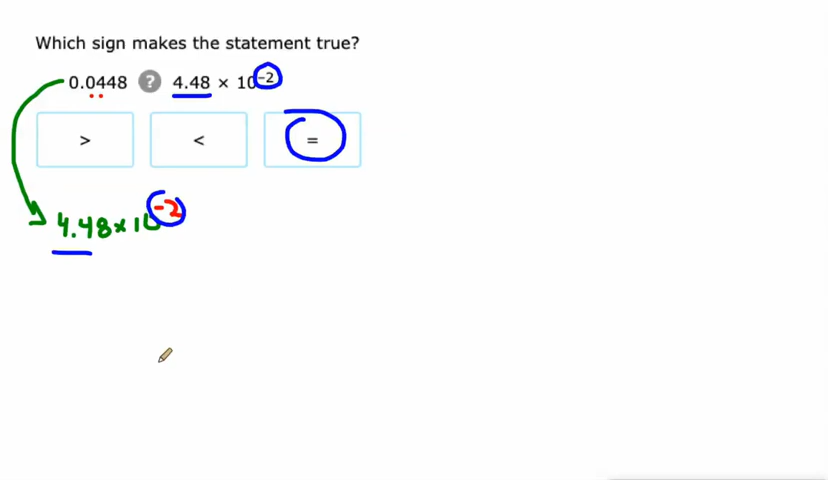 Which sign makes the statement true?
0.0448 ? 4.48 × 10⁻²
> < =
4.48 × 10⁻²